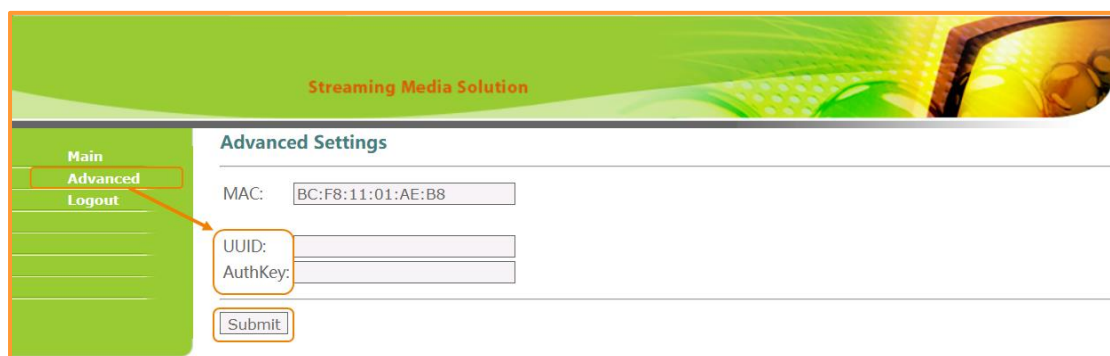 Streaming Media Solution
Main
Advanced
Logout
Advanced Settings
MAC: BC:F8:11:01:AE:B8
UUID:
AuthKey:
Submit